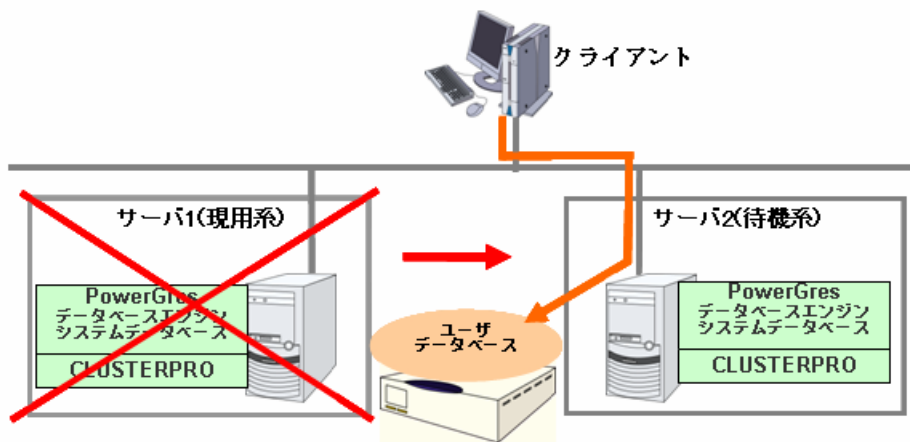 クライアント
サーバ1(現用系)
サーバ2(待機系)
PowerGres
データベースエンジン
システムデータベース
CLUSTERPRO
ユーザ
データベース
PowerGres
データベースエンジン
システムデータベース
CLUSTERPRO